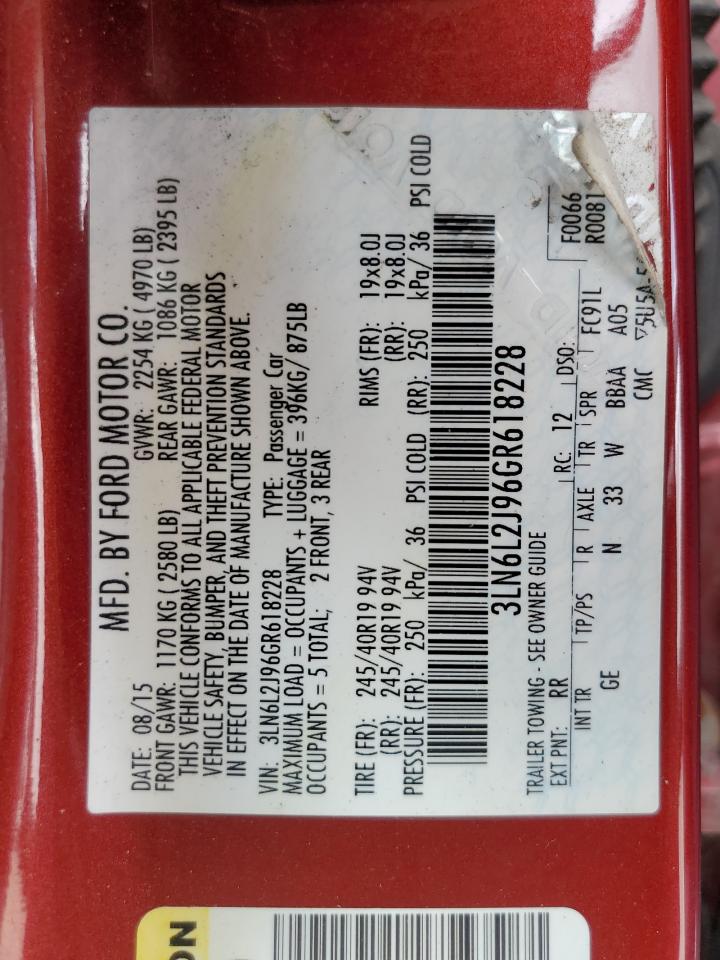 MFD. BY FORD MOTOR CO.
DATE: 08/15 GVWR: 2254 KG ( 4970 LB)
FRONT GAWR: 1170 KG ( 2580 LB) REAR GAWR: 1086 KG ( 2395 LB)
THIS VEHICLE CONFORMS TO ALL APPLICABLE FEDERAL MOTOR
VEHICLE SAFETY, BUMPER, AND THEFT PREVENTION STANDARDS
IN EFFECT ON THE DATE OF MANUFACTURE SHOWN ABOVE.
VIN: 3LN6L2J96GR618228 TYPE: Passenger Car
MAXIMUM LOAD = OCCUPANTS + LUGGAGE = 396KG/ 875LB
OCCUPANTS = 5 TOTAL; 2 FRONT, 3 REAR
TIRE (FR): 245/40R19 94V RIMS (FR): 19x8.0J
(RR): 245/40R19 94V (RR): 19x8.0J
PRESSURE (FR): 250 kPa/ 36 PSI COLD (RR): 250 kPa/ 36 PSI COLD
3LN6L2J96GR618228
TRAILER TOWING - SEE OWNER GUIDE
EXT PNT: RR RC: 12 DSO: F0066
R0081
INT TR TP/PS R AXLE TR SPR FC91L
GE N 33 W BBAA A05
CMC ▽5U5A-
ON